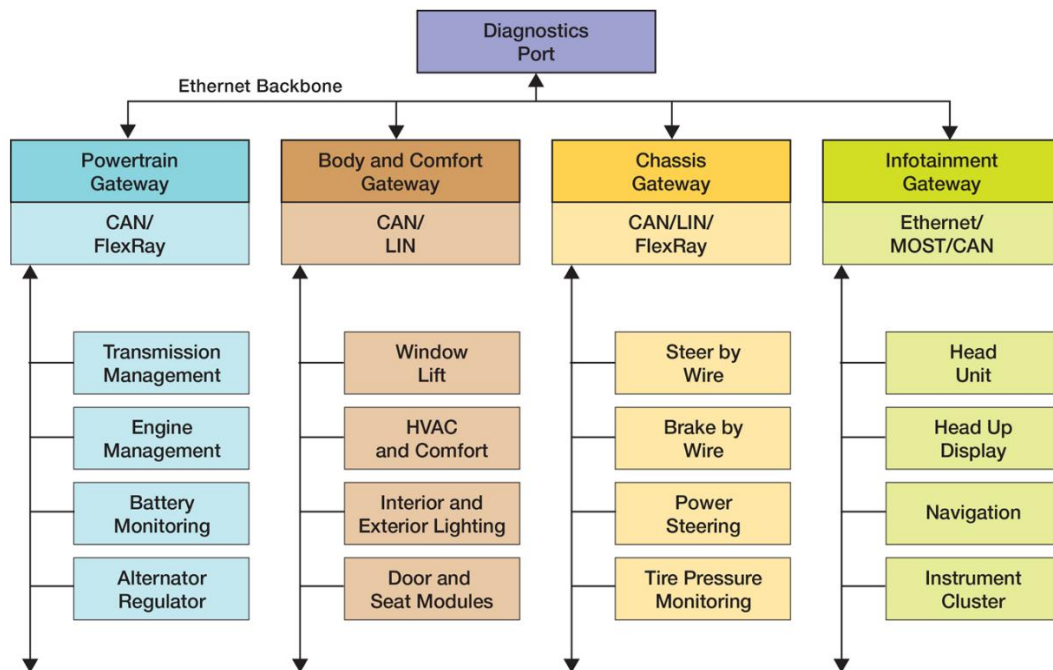 Diagnostics
Port
Ethernet Backbone
Powertrain
Gateway
CAN/
FlexRay
Transmission
Management
Engine
Management
Battery
Monitoring
Alternator
Regulator
Body and Comfort
Gateway
CAN/
LIN
Window
Lift
HVAC
and Comfort
Interior and
Exterior Lighting
Door and
Seat Modules
Chassis
Gateway
CAN/LIN/
FlexRay
Steer by
Wire
Brake by
Wire
Power
Steering
Tire Pressure
Monitoring
Infotainment
Gateway
Ethernet/
MOST/CAN
Head
Unit
Head Up
Display
Navigation
Instrument
Cluster